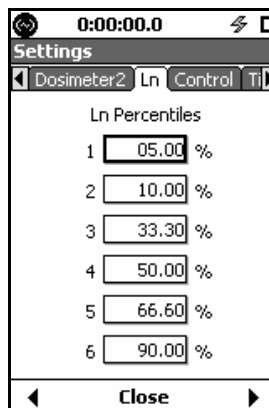 0:00:00.0
Settings
Dosimeter2 Ln Control Ti
Ln Percentiles
1 05.00 %
2 10.00 %
3 33.30 %
4 50.00 %
5 66.60 %
6 90.00 %
Close